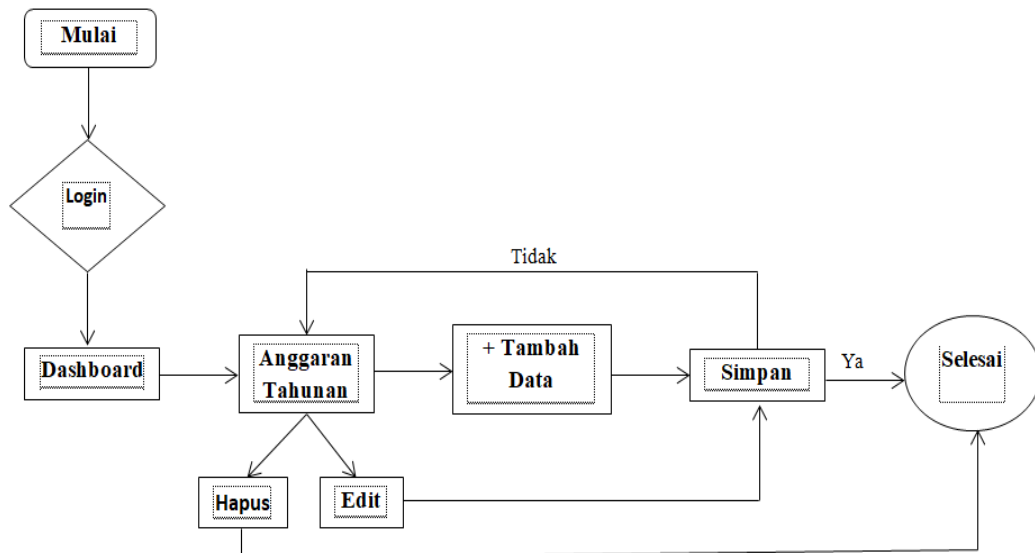 Mulai
Login
Tidak
Dashboard
Anggaran
Tahunan
+ Tambah
Data
Simpan
Ya
Selesai
Hapus
Edit